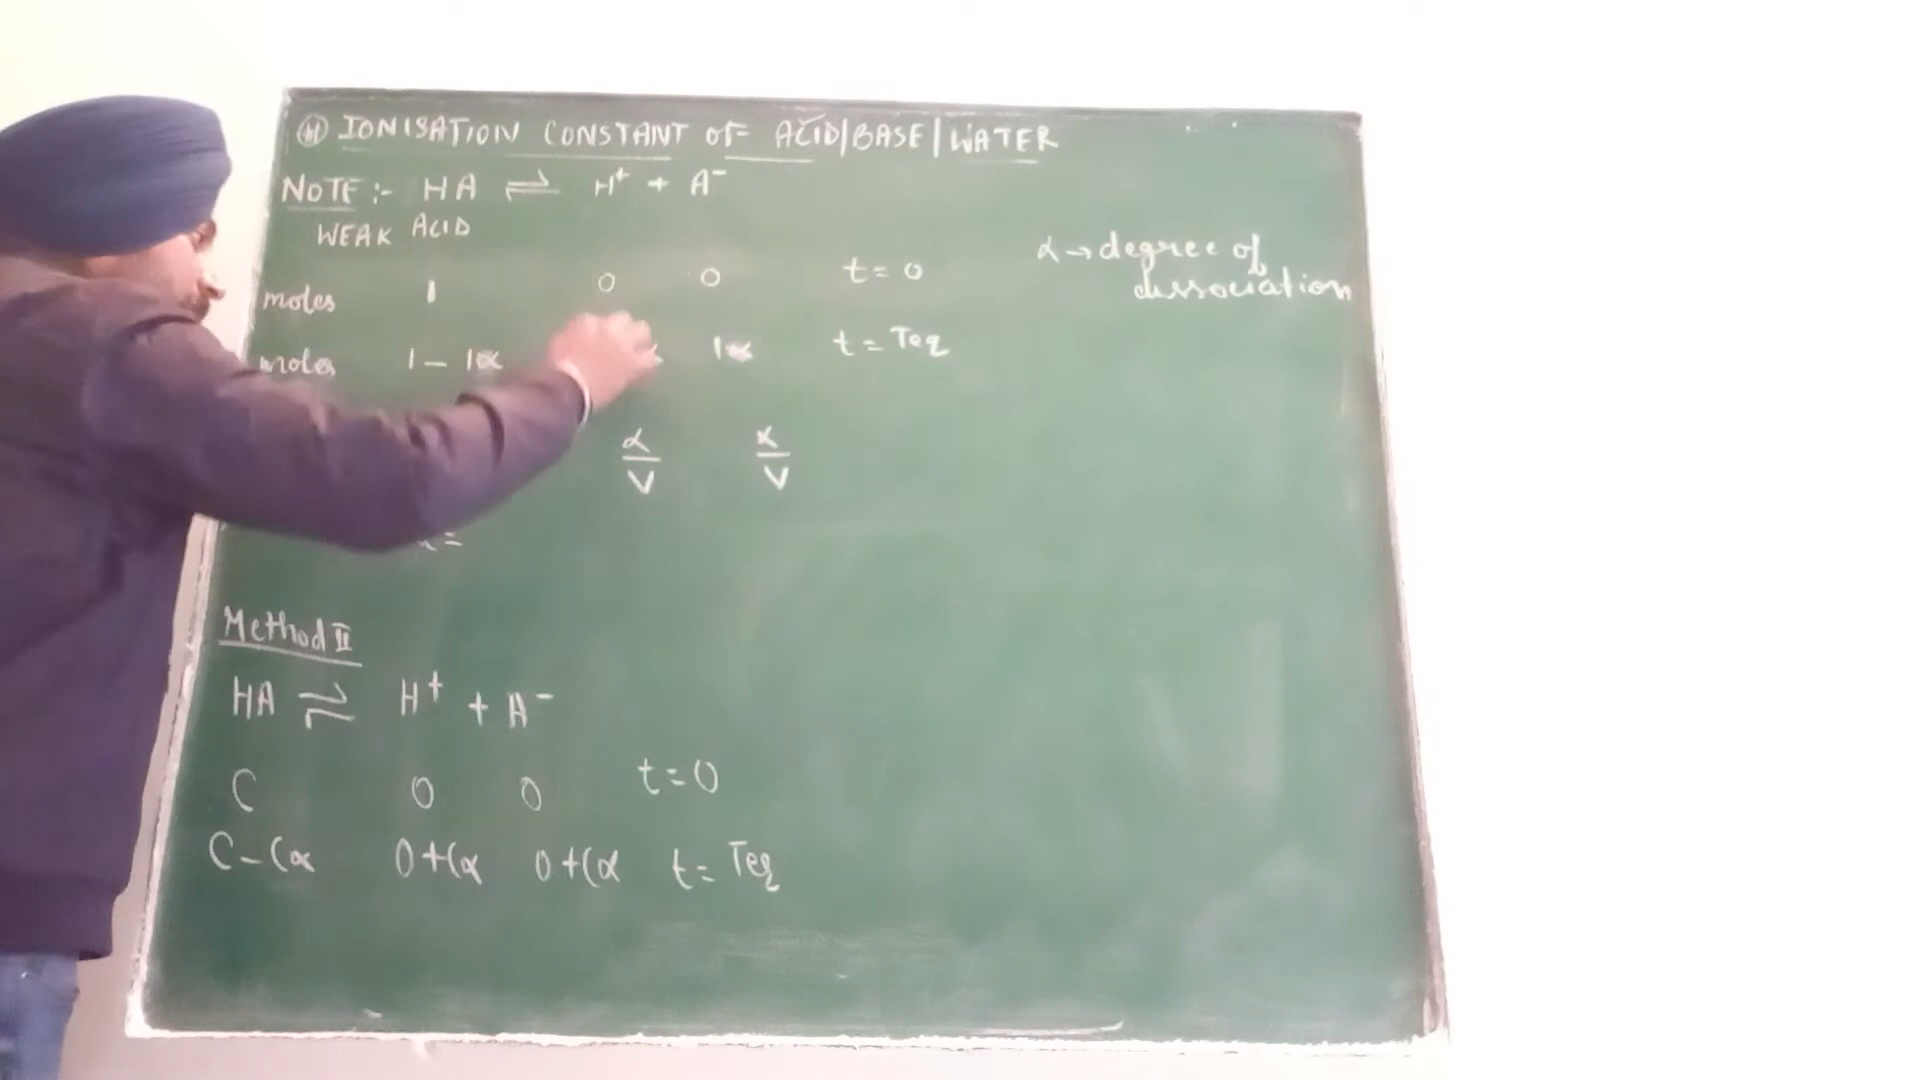 (11) IONISATION CONSTANT OF ACID/BASE/WATER
NOTE :- HA ⇌ H⁺ + A⁻
WEAK ACID
α → degree of dissociation
moles 1 0 0 t = 0
moles 1 – 1α 1α t = Teq
α/V α/V
=
Method II
HA ⇌ H⁺ + A⁻
C 0 0 t = 0
C – Cα 0 + Cα 0 + Cα t = Teq